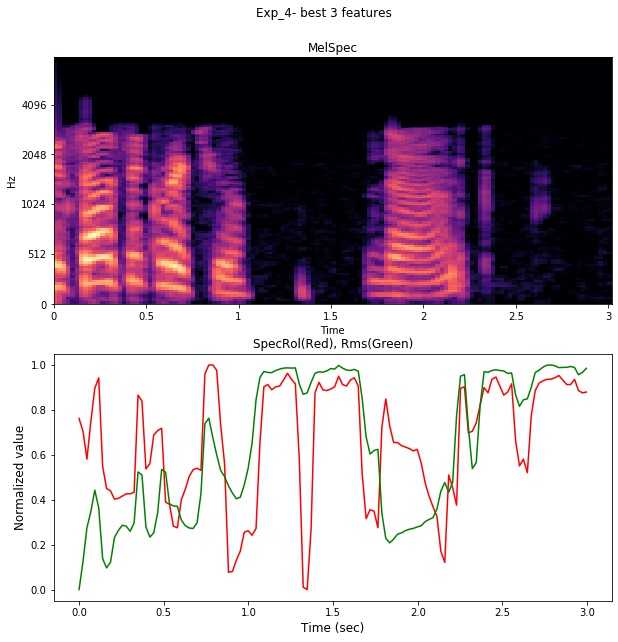 Exp_4- best 3 features
MelSpec
4096
2048
1024
512
0
Hz
0 0.5 1 1.5 2 2.5 3
Time
SpecRol(Red), Rms(Green)
1.0
0.8
0.6
0.4
0.2
0.0
Normalized value
0.0 0.5 1.0 1.5 2.0 2.5 3.0
Time (sec)